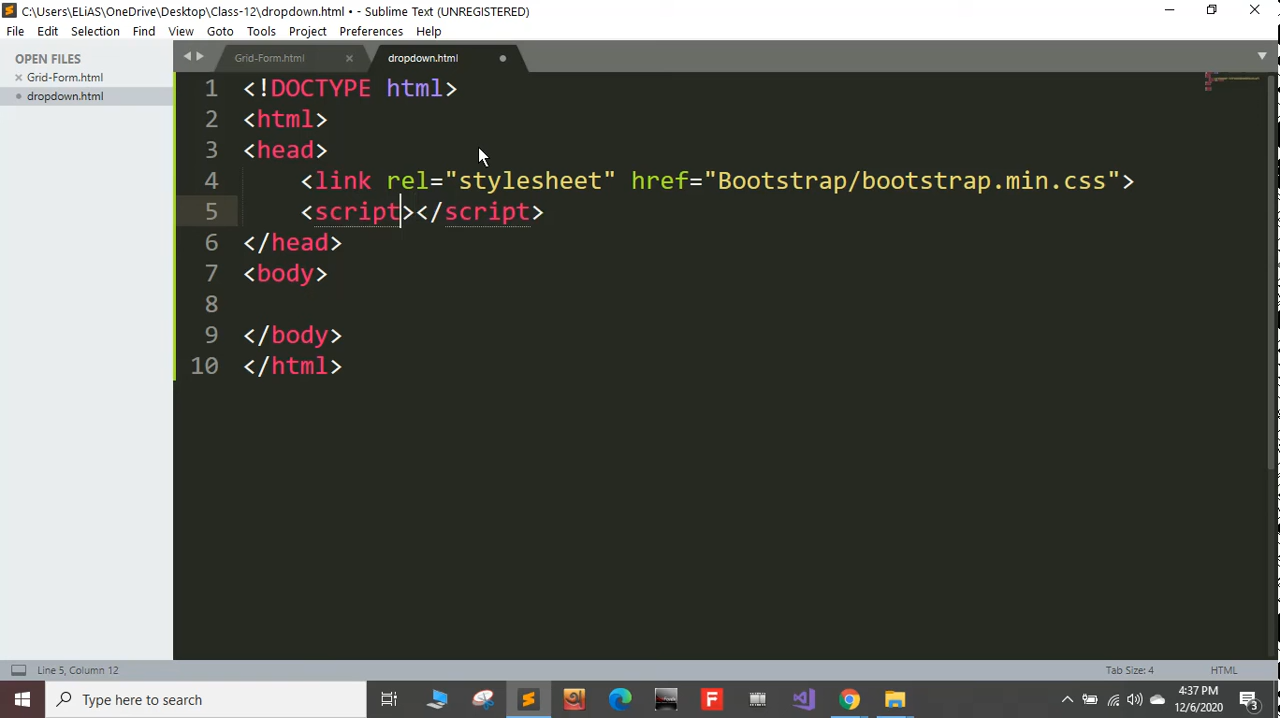 C:\Users\ELiAS\OneDrive\Desktop\Class-12\dropdown.html • - Sublime Text (UNREGISTERED)
File Edit Selection Find View Goto Tools Project Preferences Help
OPEN FILES
Grid-Form.html
dropdown.html
Grid-Form.html dropdown.html
1 <!DOCTYPE html>
2 <html>
3 <head>
4 <link rel="stylesheet" href="Bootstrap/bootstrap.min.css">
5 <script></script>
6 </head>
7 <body>
8
9 </body>
10 </html>
Line 5, Column 12 Tab Size: 4 HTML
Type here to search
F
4:37 PM
12/6/2020
3